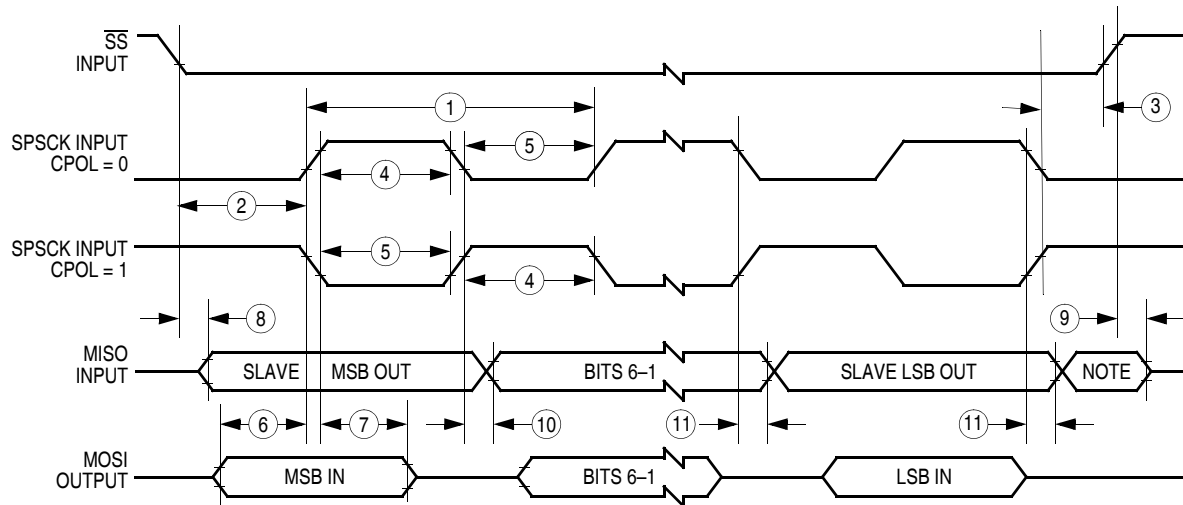 SS
INPUT
1
3
SPSCK INPUT
CPOL = 0
5
4
2
SPSCK INPUT
CPOL = 1
5
4
8
9
MISO
INPUT
SLAVE MSB OUT
BITS 6–1
SLAVE LSB OUT
NOTE
6
7
10
11
11
MOSI
OUTPUT
MSB IN
BITS 6–1
LSB IN